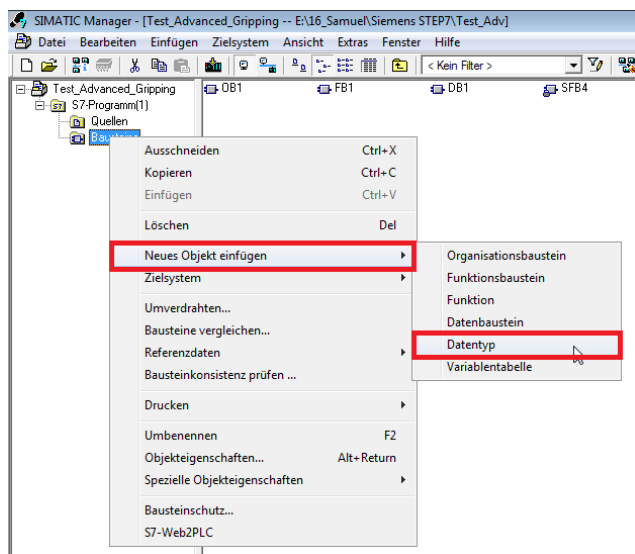 SIMATIC Manager - [Test_Advanced_Gripping -- E:\16_Samuel\Siemens STEP7\Test_Adv]
Datei Bearbeiten Einfügen Zielsystem Ansicht Extras Fenster Hilfe
< Kein Filter >
Test_Advanced_Gripping
S7-Programm(1)
Quellen
Bausteine
OB1 FB1 DB1 SFB4
Ausschneiden Ctrl+X
Kopieren Ctrl+C
Einfügen Ctrl+V
Löschen Del
Neues Objekt einfügen
Zielsystem
Umverdrahten...
Bausteine vergleichen...
Referenzdaten
Bausteinkonsistenz prüfen ...
Drucken
Umbenennen F2
Objekteigenschaften... Alt+Return
Spezielle Objekteigenschaften
Bausteinschutz...
S7-Web2PLC
Organisationsbaustein
Funktionsbaustein
Funktion
Datenbaustein
Datentyp
Variablentabelle